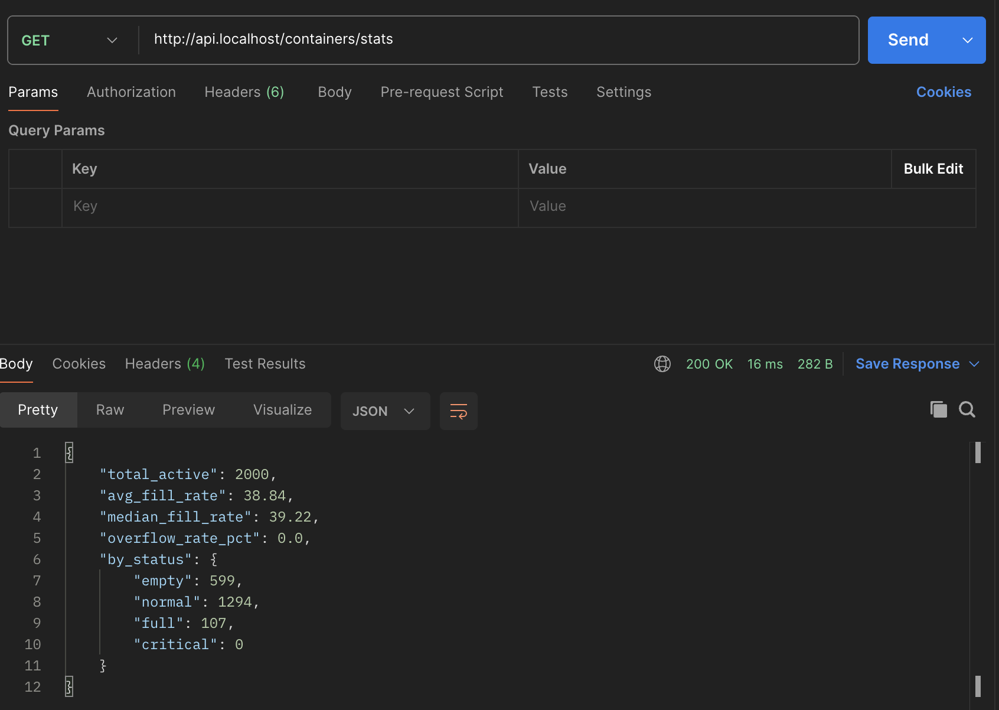 GET http://api.localhost/containers/stats Send
Params Authorization Headers (6) Body Pre-request Script Tests Settings Cookies
Query Params
Key Value Bulk Edit
Key Value
Body Cookies Headers (4) Test Results 200 OK 16 ms 282 B Save Response
Pretty Raw Preview Visualize JSON
1 {
2 "total_active": 2000,
3 "avg_fill_rate": 38.84,
4 "median_fill_rate": 39.22,
5 "overflow_rate_pct": 0.0,
6 "by_status": {
7 "empty": 599,
8 "normal": 1294,
9 "full": 107,
10 "critical": 0
11 }
12 }